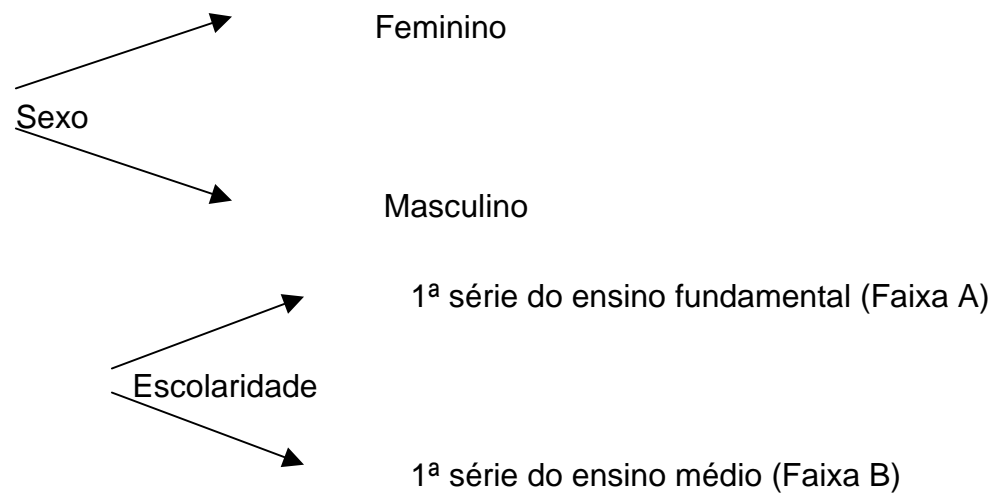 Feminino
Sexo
Masculino
1ª série do ensino fundamental (Faixa A)
Escolaridade
1ª série do ensino médio (Faixa B)